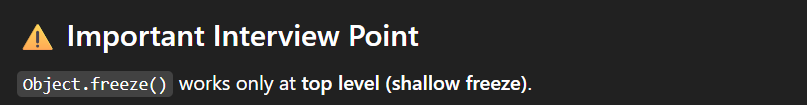 ⚠️ Important Interview Point
Object.freeze() works only at top level (shallow freeze).